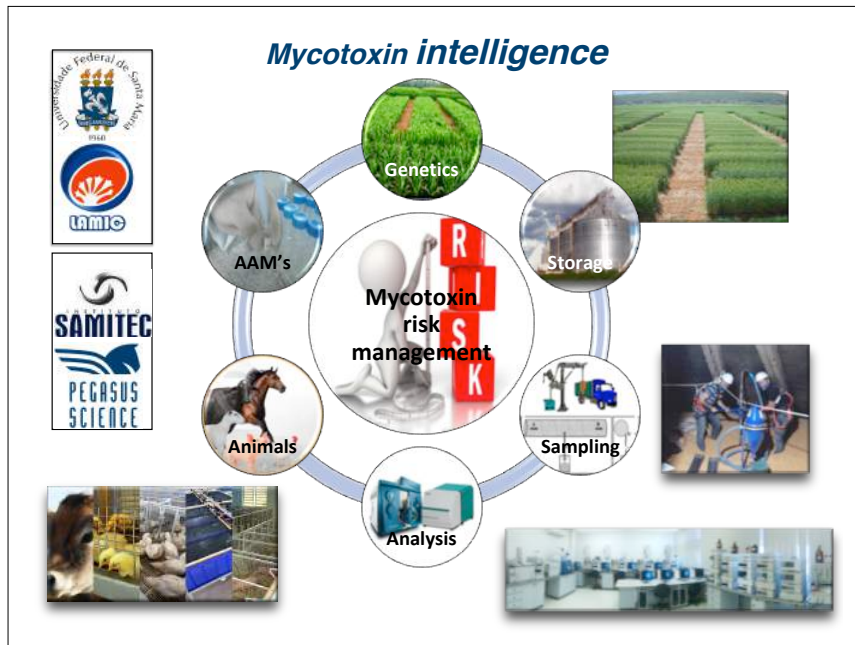 Mycotoxin intelligence
Universidade Federal de Santa Maria
1960
LAMIC
INSTITUTO
SAMITEC
PEGASUS
SCIENCE
Genetics
Storage
Sampling
Analysis
Animals
AAM's
Mycotoxin
risk
management
R
I
S
K